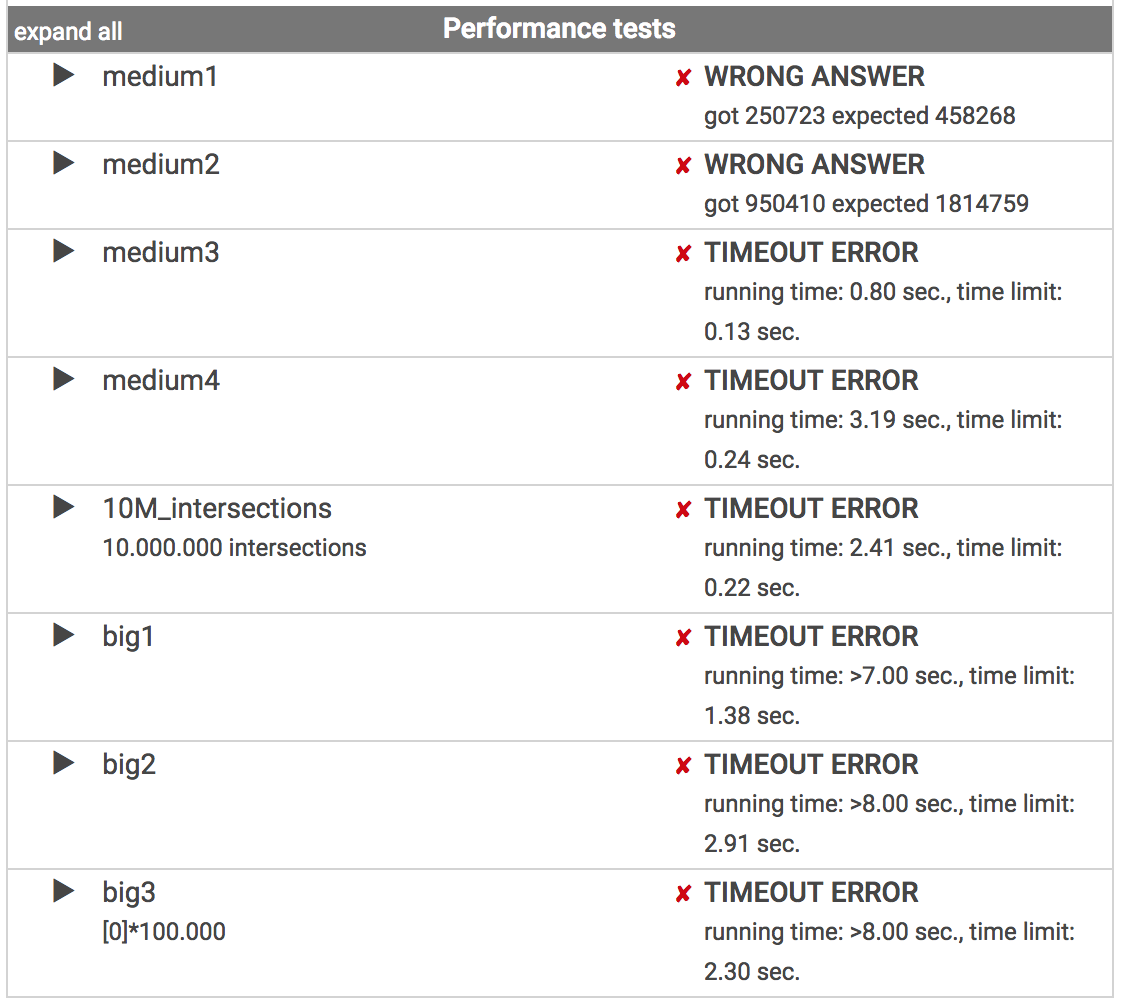 expand all Performance tests
medium1 ✘ WRONG ANSWER
got 250723 expected 458268
medium2 ✘ WRONG ANSWER
got 950410 expected 1814759
medium3 ✘ TIMEOUT ERROR
running time: 0.80 sec., time limit:
0.13 sec.
medium4 ✘ TIMEOUT ERROR
running time: 3.19 sec., time limit:
0.24 sec.
10M_intersections ✘ TIMEOUT ERROR
10.000.000 intersections running time: 2.41 sec., time limit:
0.22 sec.
big1 ✘ TIMEOUT ERROR
running time: >7.00 sec., time limit:
1.38 sec.
big2 ✘ TIMEOUT ERROR
running time: >8.00 sec., time limit:
2.91 sec.
big3 ✘ TIMEOUT ERROR
[0]*100.000 running time: >8.00 sec., time limit:
2.30 sec.